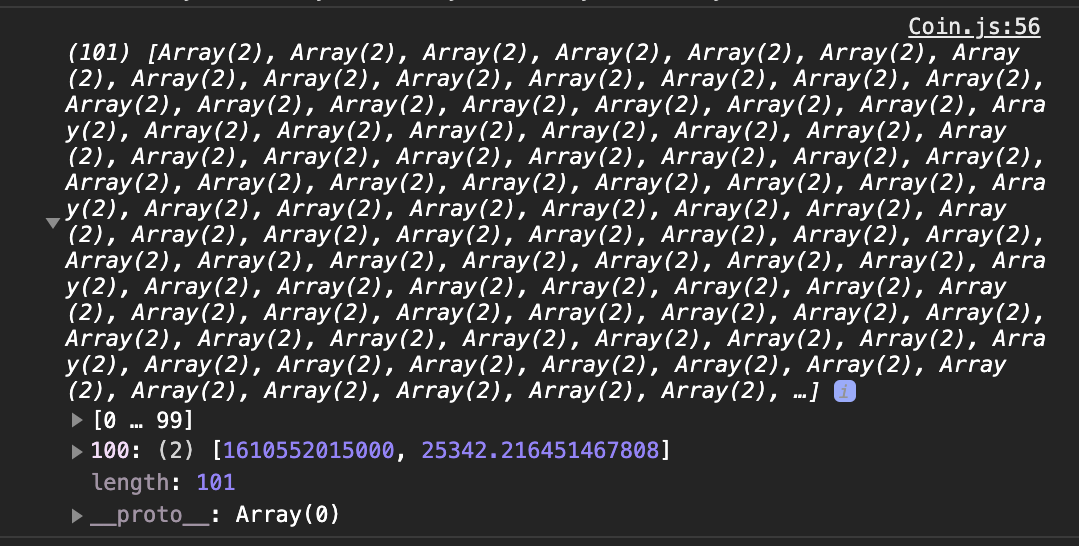 Coin.js:56
(101) [Array(2), Array(2), Array(2), Array(2), Array(2), Array(2), Array
(2), Array(2), Array(2), Array(2), Array(2), Array(2), Array(2), Array(2),
Array(2), Array(2), Array(2), Array(2), Array(2), Array(2), Array(2), Arra
y(2), Array(2), Array(2), Array(2), Array(2), Array(2), Array(2), Array
(2), Array(2), Array(2), Array(2), Array(2), Array(2), Array(2), Array(2),
Array(2), Array(2), Array(2), Array(2), Array(2), Array(2), Array(2), Arra
y(2), Array(2), Array(2), Array(2), Array(2), Array(2), Array(2), Array
(2), Array(2), Array(2), Array(2), Array(2), Array(2), Array(2), Array(2),
Array(2), Array(2), Array(2), Array(2), Array(2), Array(2), Array(2), Arra
y(2), Array(2), Array(2), Array(2), Array(2), Array(2), Array(2), Array
(2), Array(2), Array(2), Array(2), Array(2), Array(2), Array(2), Array(2),
Array(2), Array(2), Array(2), Array(2), Array(2), Array(2), Array(2), Arra
y(2), Array(2), Array(2), Array(2), Array(2), Array(2), Array(2), Array
(2), Array(2), Array(2), Array(2), Array(2), Array(2), …] i
[0 … 99]
100: (2) [1610552015000, 25342.216451467808]
length: 101
__proto__: Array(0)